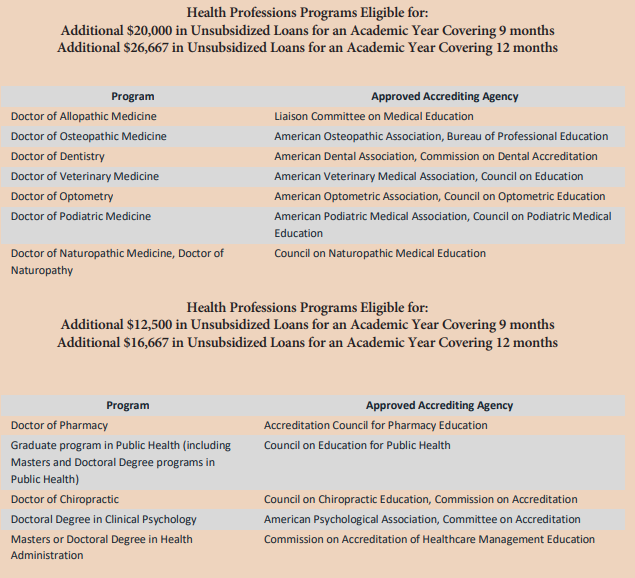 Health Professions Programs Eligible for:
Additional $20,000 in Unsubsidized Loans for an Academic Year Covering 9 months
Additional $26,667 in Unsubsidized Loans for an Academic Year Covering 12 months
Program Approved Accrediting Agency
Doctor of Allopathic Medicine Liaison Committee on Medical Education
Doctor of Osteopathic Medicine American Osteopathic Association, Bureau of Professional Education
Doctor of Dentistry American Dental Association, Commission on Dental Accreditation
Doctor of Veterinary Medicine American Veterinary Medical Association, Council on Education
Doctor of Optometry American Optometric Association, Council on Optometric Education
Doctor of Podiatric Medicine American Podiatric Medical Association, Council on Podiatric Medical
Education
Doctor of Naturopathic Medicine, Doctor of Council on Naturopathic Medical Education
Naturopathy
Health Professions Programs Eligible for:
Additional $12,500 in Unsubsidized Loans for an Academic Year Covering 9 months
Additional $16,667 in Unsubsidized Loans for an Academic Year Covering 12 months
Program Approved Accrediting Agency
Doctor of Pharmacy Accreditation Council for Pharmacy Education
Graduate program in Public Health (including Council on Education for Public Health
Masters and Doctoral Degree programs in
Public Health)
Doctor of Chiropractic Council on Chiropractic Education, Commission on Accreditation
Doctoral Degree in Clinical Psychology American Psychological Association, Committee on Accreditation
Masters or Doctoral Degree in Health Commission on Accreditation of Healthcare Management Education
Administration